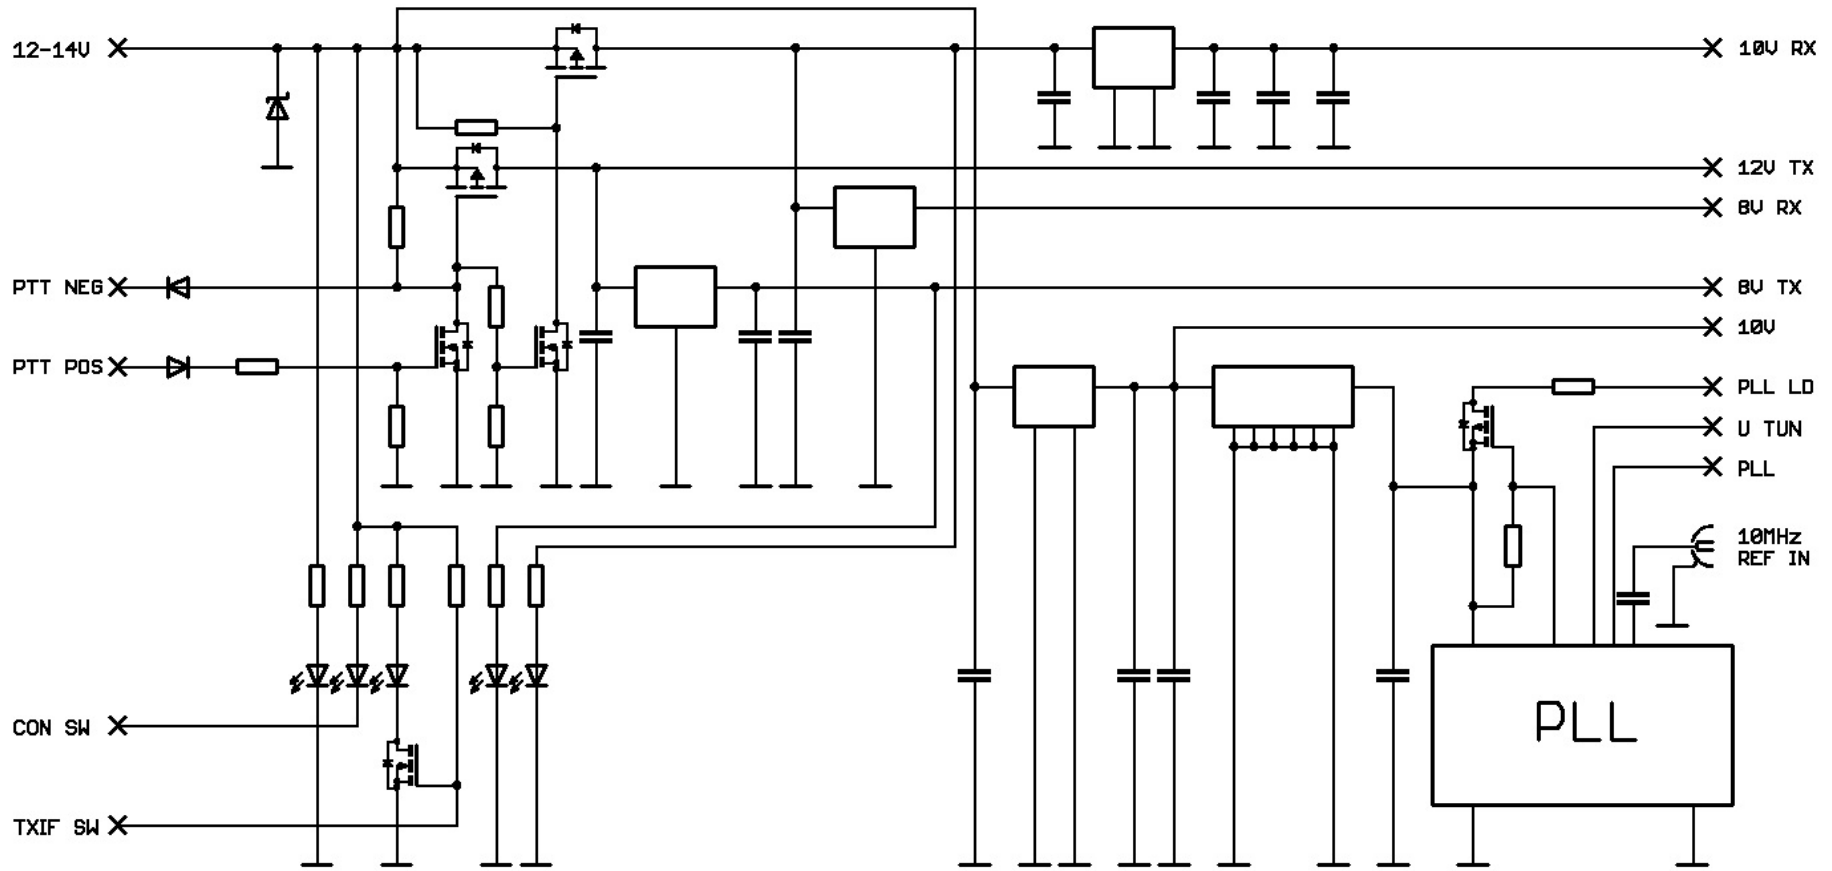 12-14V
10V RX
12V TX
8V RX
PTT NEG
8V TX
10V
PTT POS
PLL LD
U TUN
PLL
10MHz
REF IN
PLL
CON SW
TXIF SW